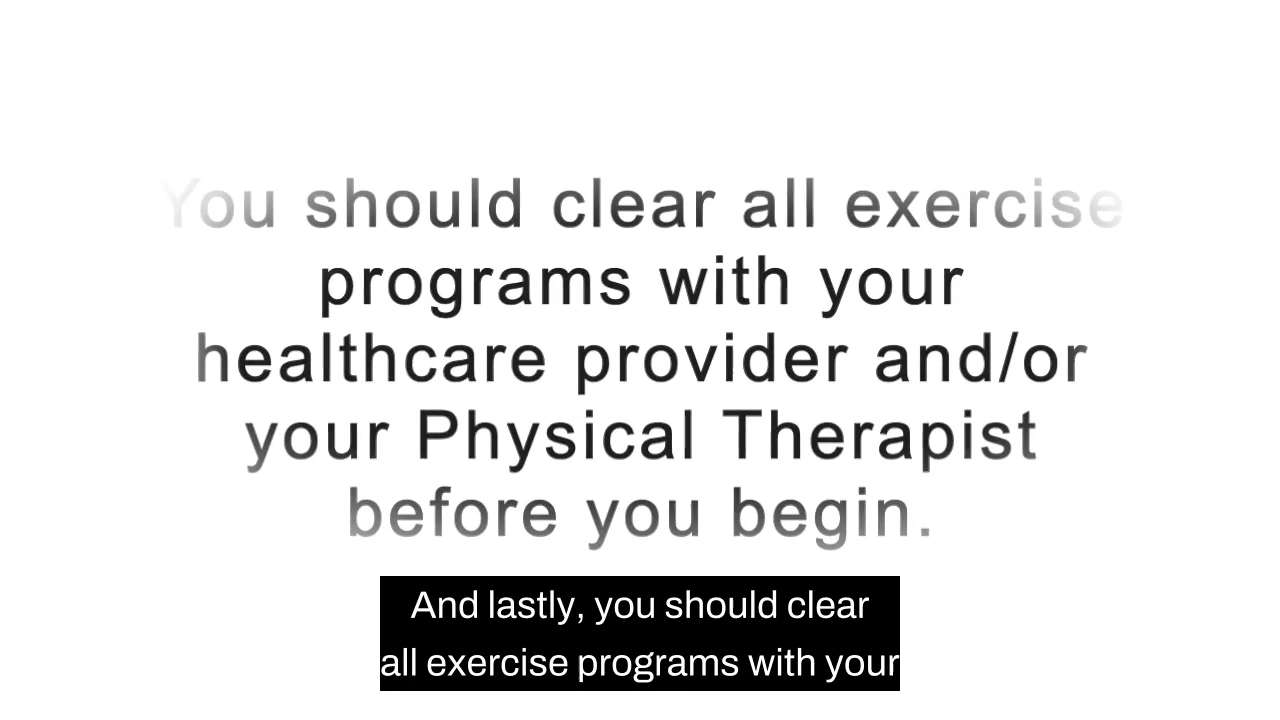 You should clear all exercise
programs with your
healthcare provider and/or
your Physical Therapist
before you begin.
And lastly, you should clear
all exercise programs with your